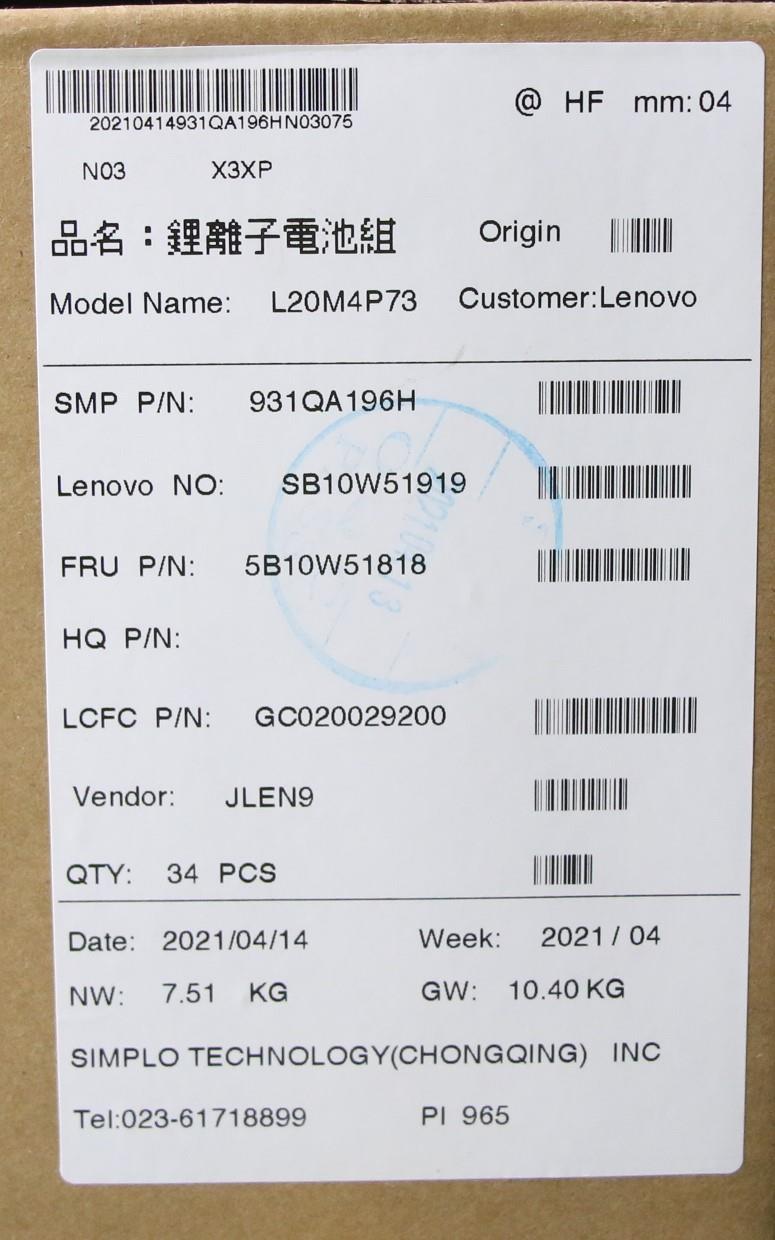 20210414931QA196HN03075
@ HF mm: 04
N03 X3XP
品名：鋰離子電池組 Origin
Model Name: L20M4P73 Customer:Lenovo
SMP P/N: 931QA196H
Lenovo NO: SB10W51919
FRU P/N: 5B10W51818
HQ P/N:
LCFC P/N: GC020029200
Vendor: JLEN9
QTY: 34 PCS
Date: 2021/04/14 Week: 2021 / 04
NW: 7.51 KG GW: 10.40 KG
SIMPLO TECHNOLOGY(CHONGQING) INC
Tel:023-61718899 PI 965